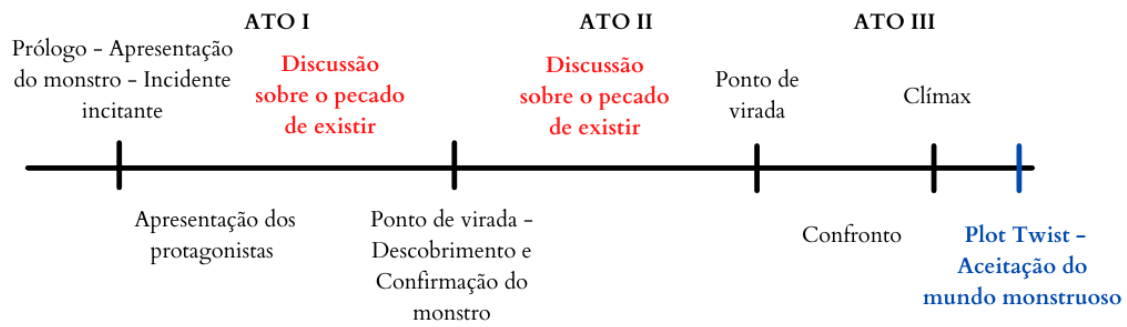 ATO I
ATO II
ATO III
Prólogo - Apresentação
do monstro - Incidente
incitante
Discussão
sobre o pecado
de existir
Discussão
sobre o pecado
de existir
Ponto de
virada
Clímax
Apresentação dos
protagonistas
Ponto de virada -
Descobrimento e
Confirmação do
monstro
Confronto
Plot Twist -
Aceitação do
mundo monstruoso